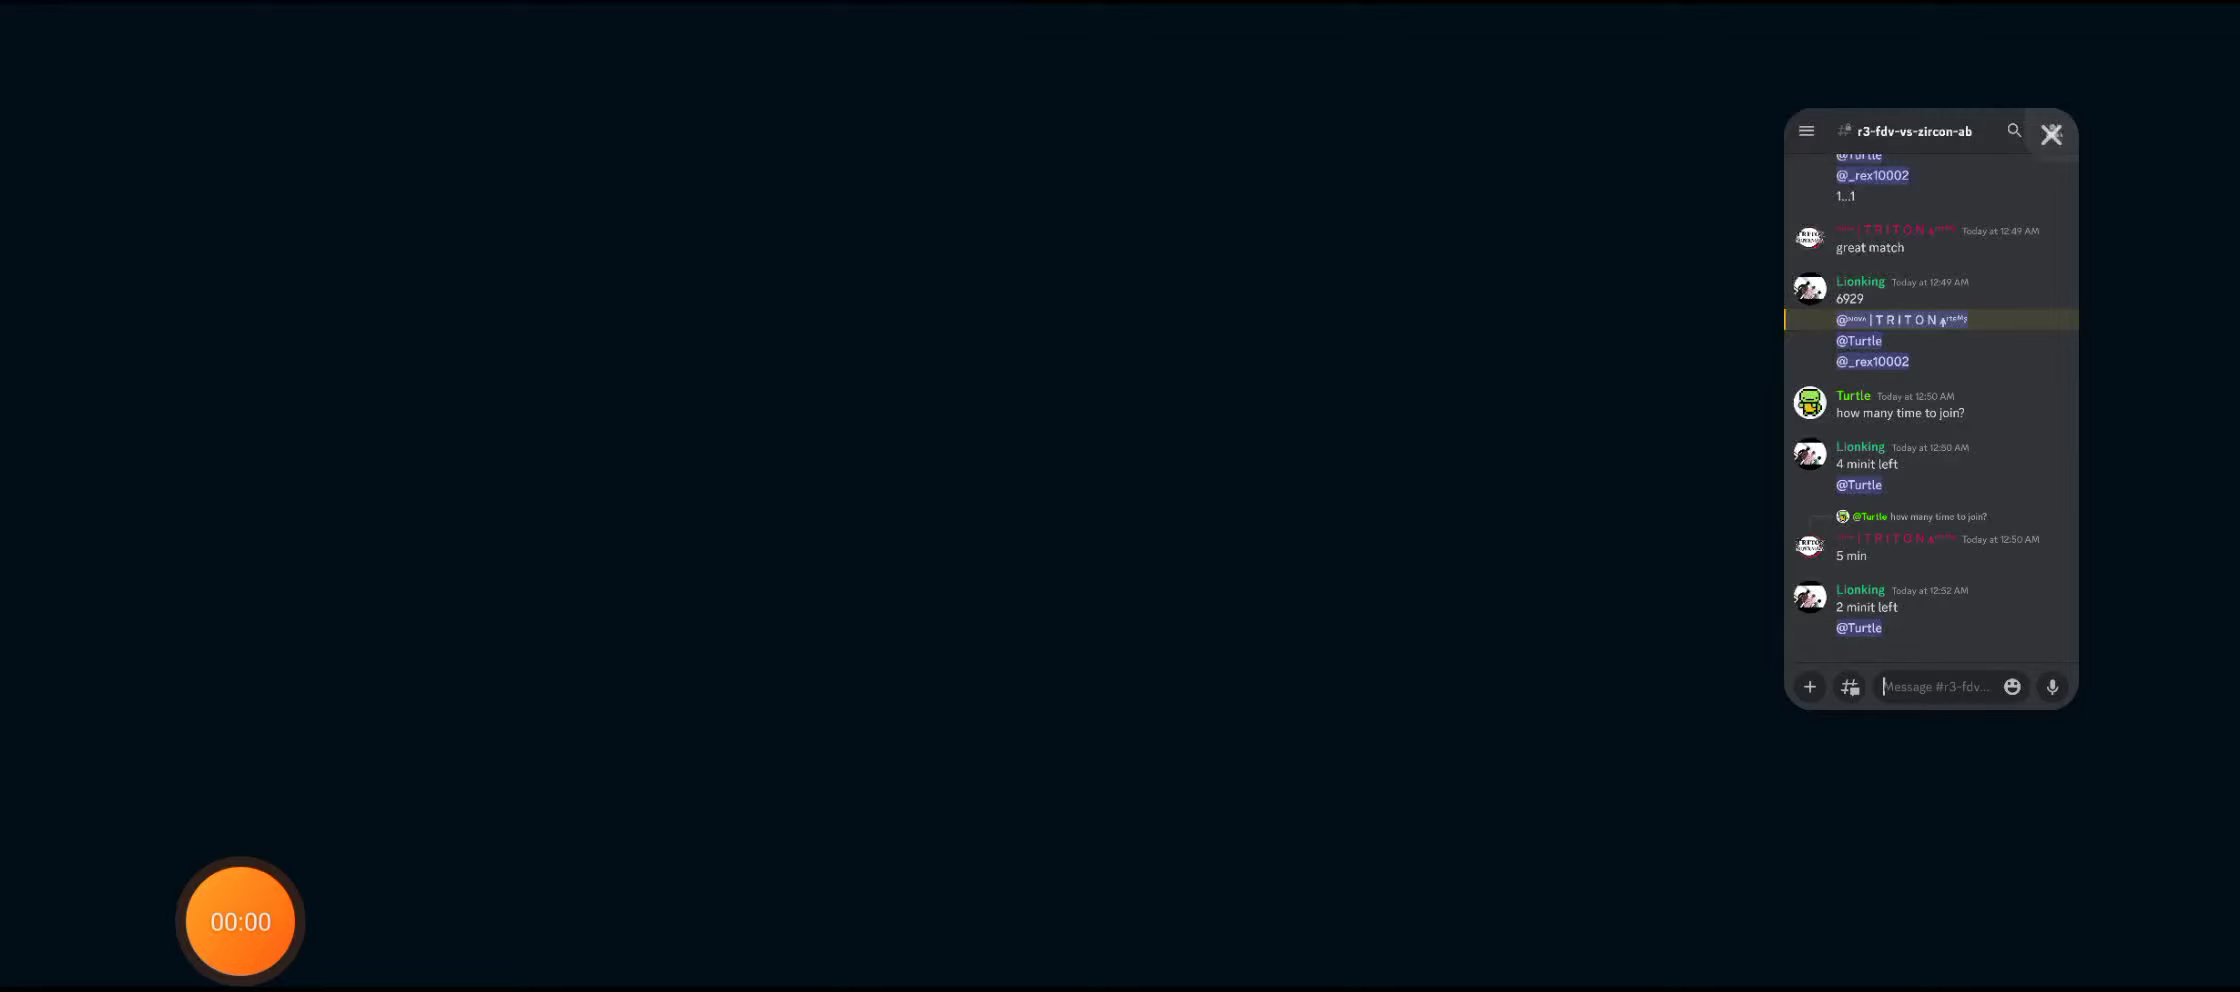 r3-fdv-vs-zircon-ab
@Turtle
@_rex10002
1...1
| T R I T O N Today at 12:49 AM
great match
Lionking Today at 12:49 AM
6929
@ᴺᴼⱽᴬ | T R I T O N
@Turtle
@_rex10002
Turtle Today at 12:50 AM
how many time to join?
Lionking Today at 12:50 AM
4 minit left
@Turtle
@Turtle how many time to join?
| T R I T O N Today at 12:50 AM
5 min
Lionking Today at 12:52 AM
2 minit left
@Turtle
Message #r3-fdv...
00:00